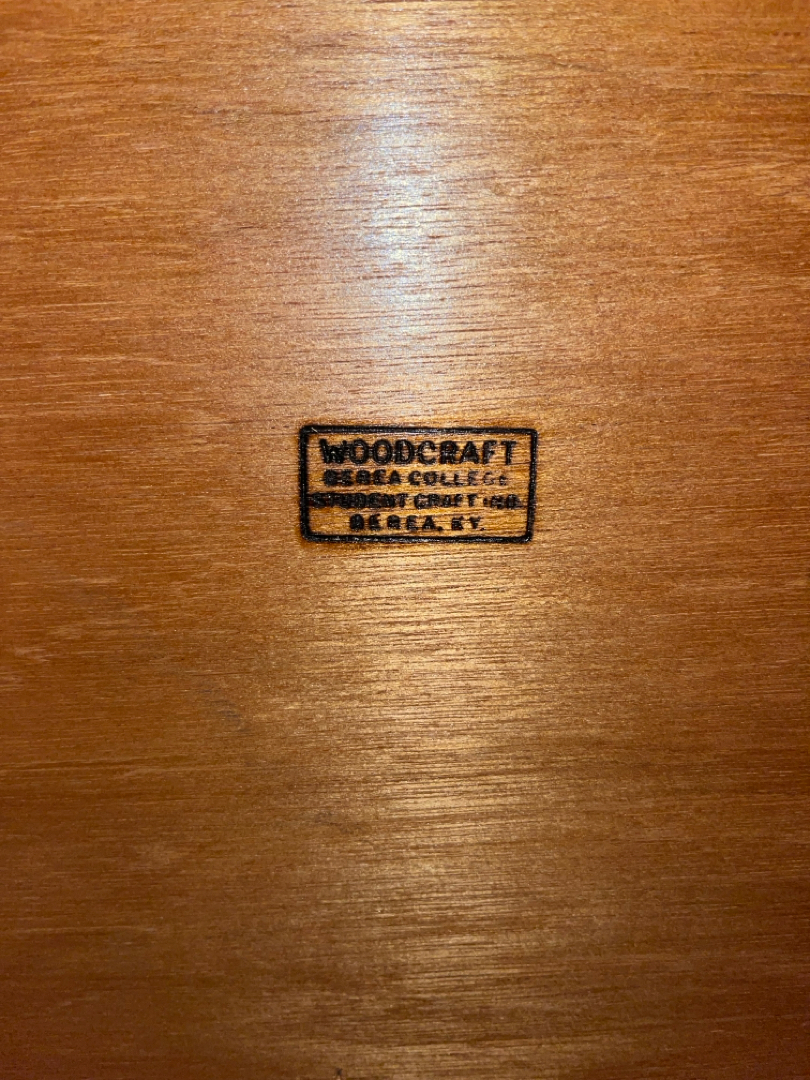 WOODCRAFT
BEREA COLLEGE
STUDENT CRAFT IND.
BEREA, KY.